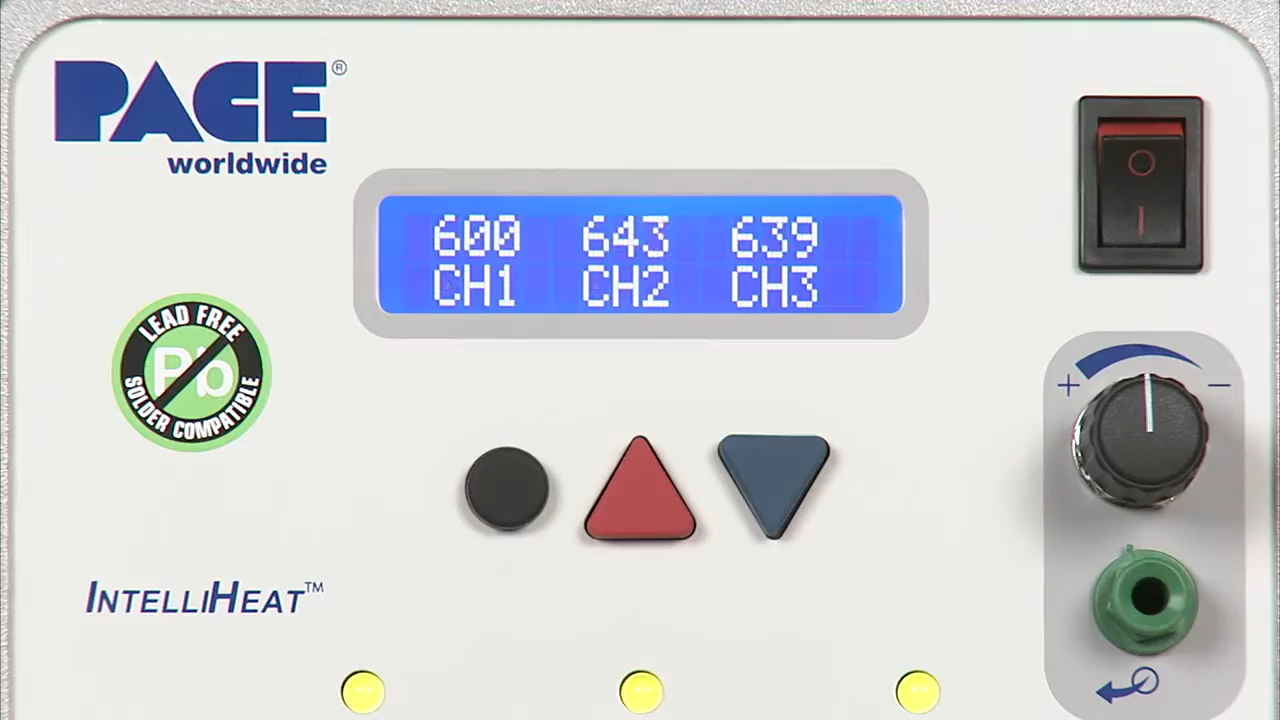 PACE®
worldwide
600 643 639
CH1 CH2 CH3
LEAD FREE
Pb
SOLDER COMPATIBLE
+ −
INTELLIHEAT™